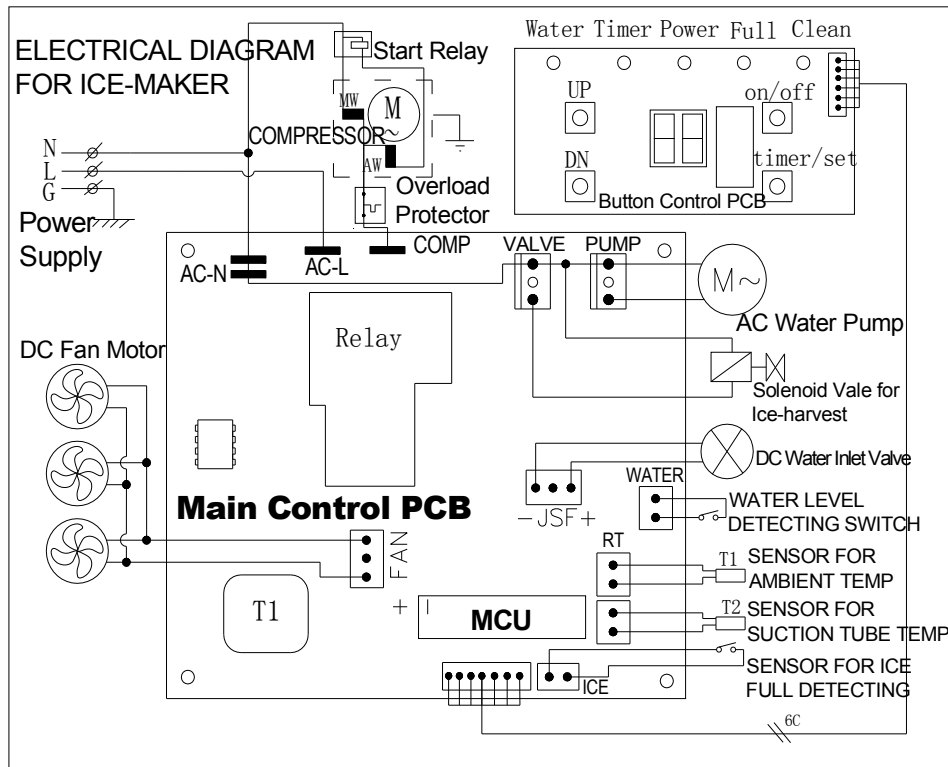 Water Timer Power Full Clean
ELECTRICAL DIAGRAM
FOR ICE-MAKER
Start Relay
MW
M
~
COMPRESSOR
AW
UP
on/off
DN
timer/set
Button Control PCB
N
L
G
Power
Supply
Overload
Protector
AC-N
AC-L
COMP
VALVE
PUMP
M~
AC Water Pump
Relay
DC Fan Motor
Solenoid Vale for
Ice-harvest
DC Water Inlet Valve
Main Control PCB
- JSF +
WATER
WATER LEVEL
DETECTING SWITCH
FAN
RT
T1
SENSOR FOR
AMBIENT TEMP
T1
+
-
MCU
T2
SENSOR FOR
SUCTION TUBE TEMP
ICE
SENSOR FOR ICE
FULL DETECTING
6C